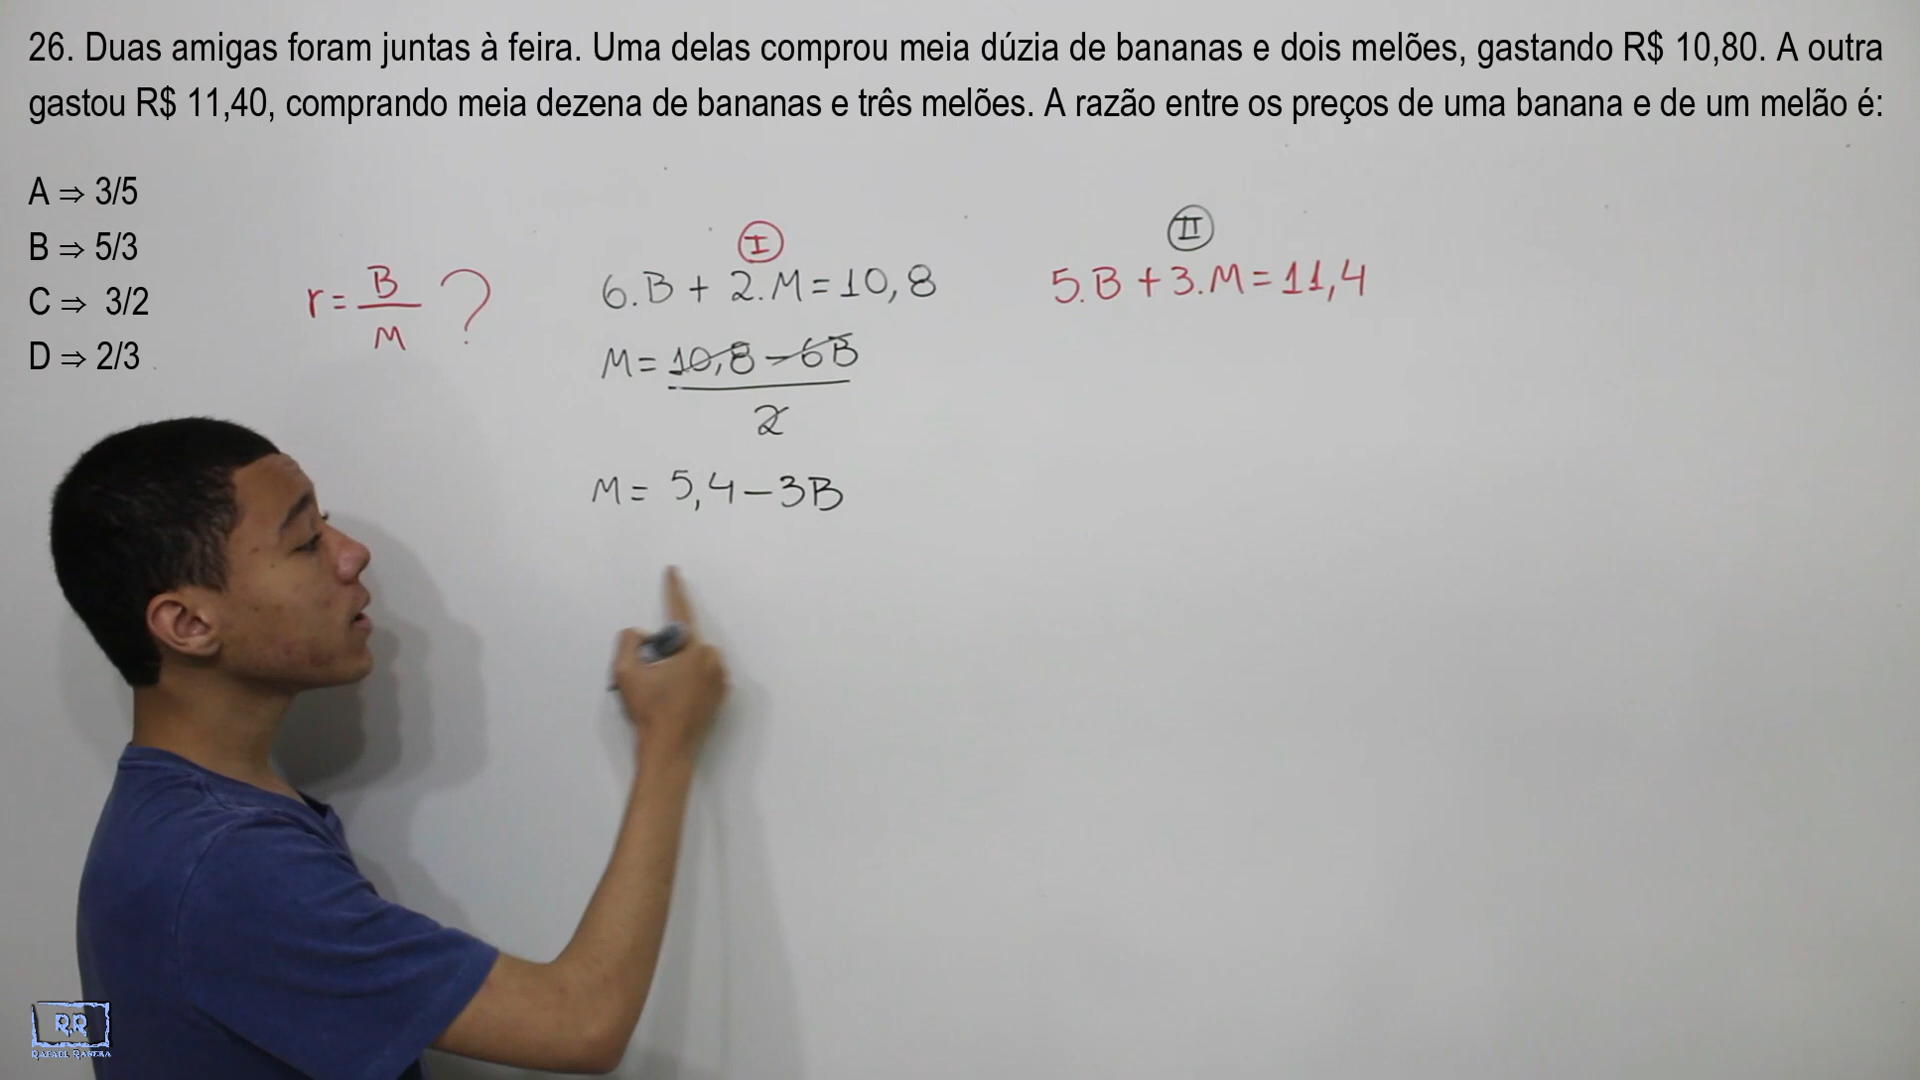 26. Duas amigas foram juntas à feira. Uma delas comprou meia dúzia de bananas e dois melões, gastando R$ 10,80. A outra
gastou R$ 11,40, comprando meia dezena de bananas e três melões. A razão entre os preços de uma banana e de um melão é:
A ⇒ 3/5
B ⇒ 5/3
C ⇒ 3/2
D ⇒ 2/3
r = B/M ?
I
6.B + 2.M = 10,8
M = 10,8 - 6B
2
M = 5,4 - 3B
II
5.B + 3.M = 11,4
R.R
RAFAEL RANERA